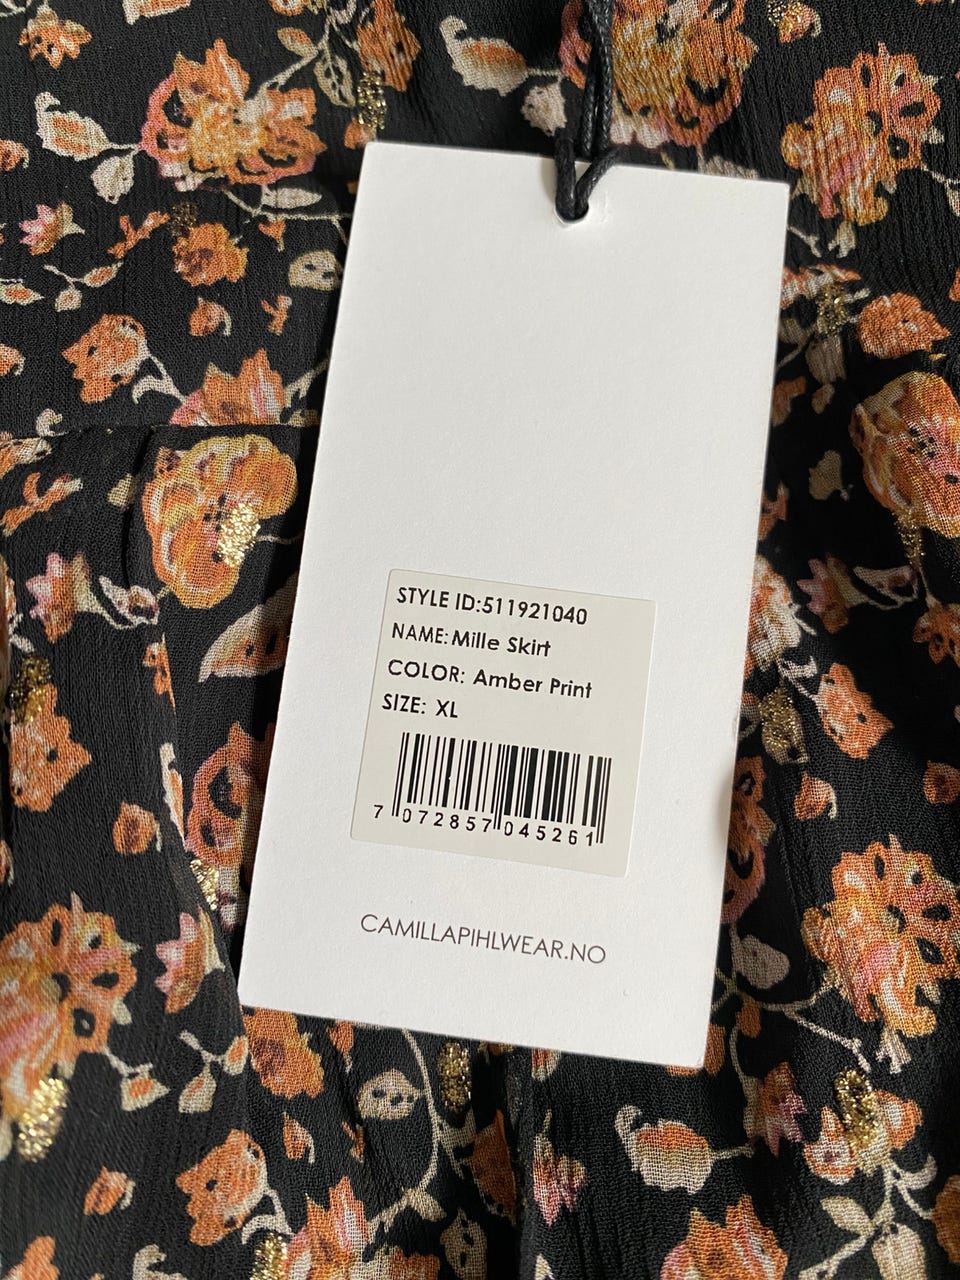 STYLE ID:511921040
NAME: Mille Skirt
COLOR: Amber Print
SIZE: XL
7 072857 045261
CAMILLAPIHLWEAR.NO